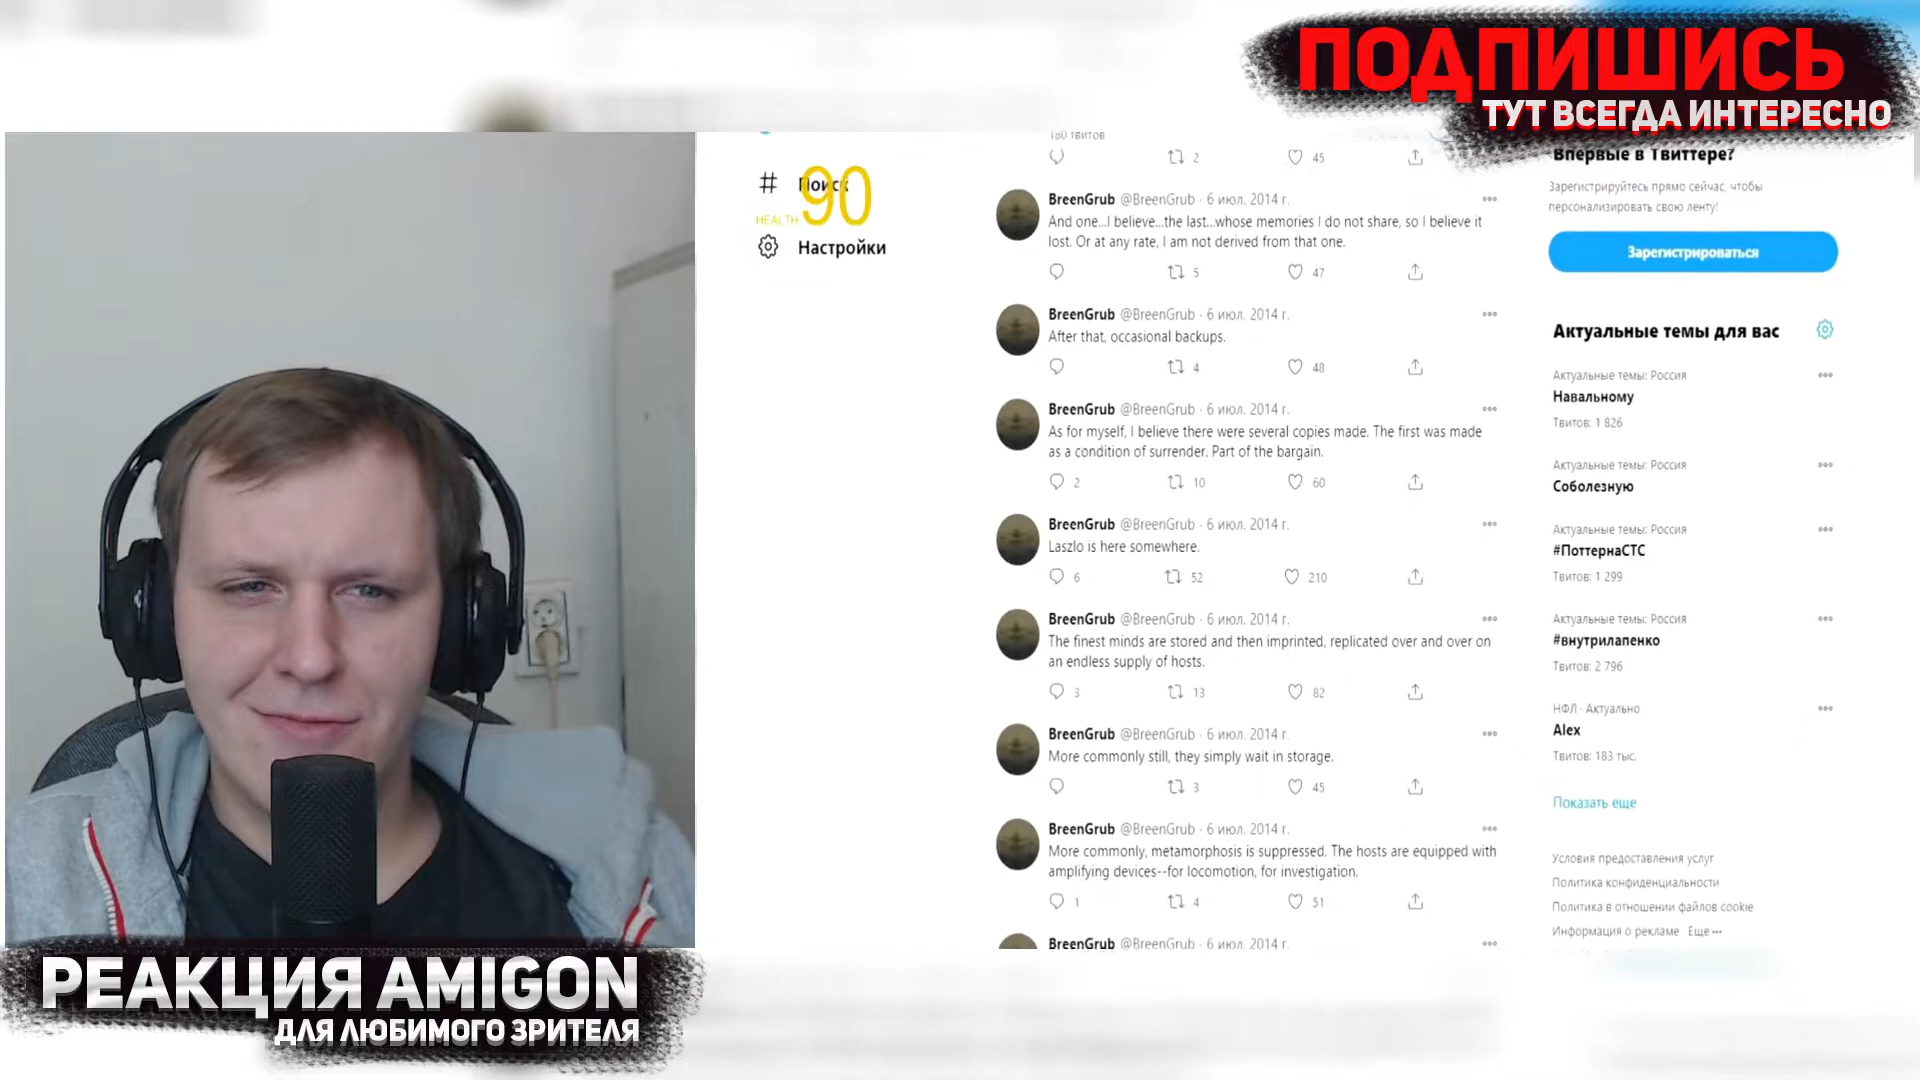 ПОДПИШИСЬ
ТУТ ВСЕГДА ИНТЕРЕСНО
# Поиск
HEALTH 90
Настройки
180 твитов
2 45
BreenGrub @BreenGrub · 6 июл. 2014 г.
And one...I believe...the last...whose memories I do not share, so I believe it
lost. Or at any rate, I am not derived from that one.
5 47
BreenGrub @BreenGrub · 6 июл. 2014 г.
After that, occasional backups.
4 48
BreenGrub @BreenGrub · 6 июл. 2014 г.
As for myself, I believe there were several copies made. The first was made
as a condition of surrender. Part of the bargain.
2 10 60
BreenGrub @BreenGrub · 6 июл. 2014 г.
Laszlo is here somewhere.
6 52 210
BreenGrub @BreenGrub · 6 июл. 2014 г.
The finest minds are stored and then imprinted, replicated over and over on
an endless supply of hosts.
3 13 82
BreenGrub @BreenGrub · 6 июл. 2014 г.
More commonly still, they simply wait in storage.
3 45
BreenGrub @BreenGrub · 6 июл. 2014 г.
More commonly, metamorphosis is suppressed. The hosts are equipped with
amplifying devices--for locomotion, for investigation.
1 4 51
BreenGrub @BreenGrub · 6 июл. 2014 г.
Впервые в Твиттере?
Зарегистрируйтесь прямо сейчас, чтобы
персонализировать свою ленту!
Зарегистрироваться
Актуальные темы для вас
Актуальные темы: Россия
Навальному
Твитов: 1 826
Актуальные темы: Россия
Соболезную
Актуальные темы: Россия
#ПоттернаСТС
Твитов: 1 299
Актуальные темы: Россия
#внутрилапенко
Твитов: 2 796
НФЛ · Актуально
Alex
Твитов: 183 тыс.
Показать еще
Условия предоставления услуг
Политика конфиденциальности
Политика в отношении файлов cookie
Информация о рекламе Еще ···
РЕАКЦИЯ AMIGON
ДЛЯ ЛЮБИМОГО ЗРИТЕЛЯ